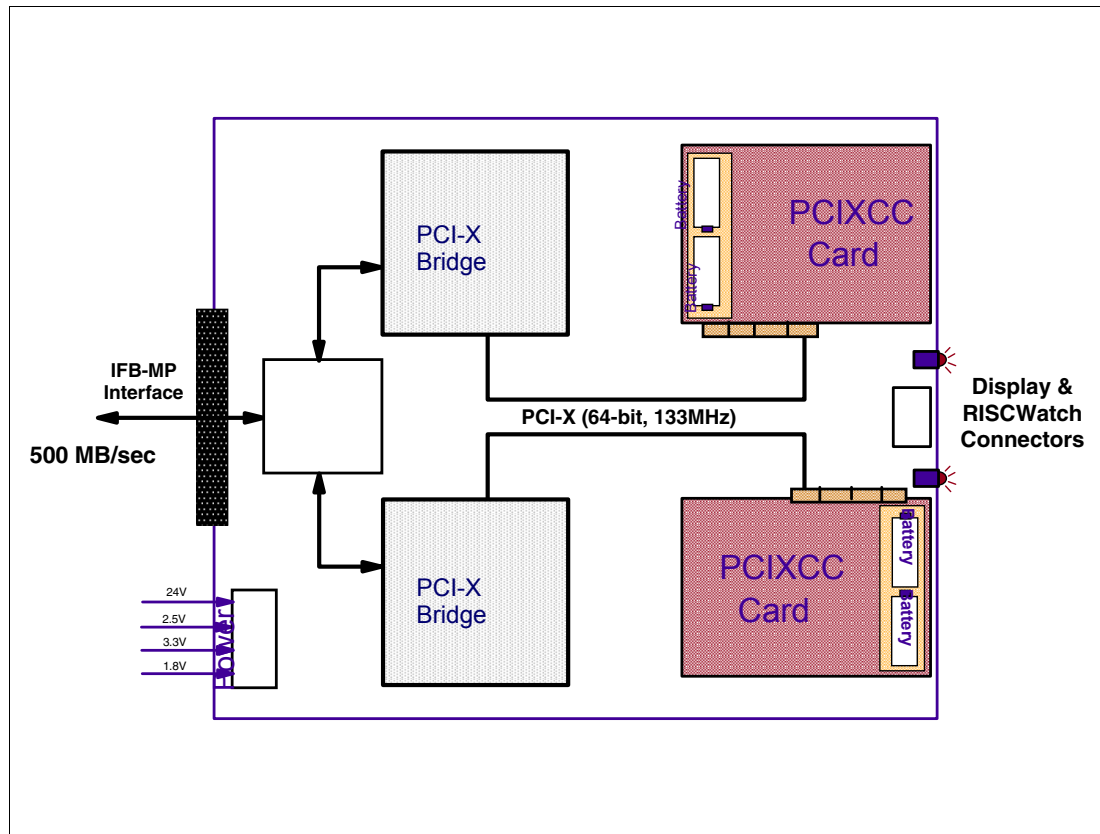 PCI-X
Bridge
Battery
Battery
PCIXCC
Card
IFB-MP
Interface
500 MB/sec
PCI-X (64-bit, 133MHz)
Display &
RISCWatch
Connectors
PCI-X
Bridge
PCIXCC
Card
Battery
Battery
24V
2.5V
3.3V
1.8V
Power